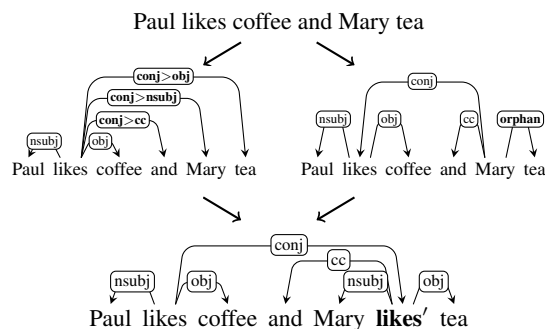 Paul likes coffee and Mary tea
conj>obj
conj>nsubj
conj>cc
nsubj obj
Paul likes coffee and Mary tea
conj
nsubj obj cc orphan
Paul likes coffee and Mary tea
conj
cc
nsubj obj nsubj obj
Paul likes coffee and Mary likes′ tea